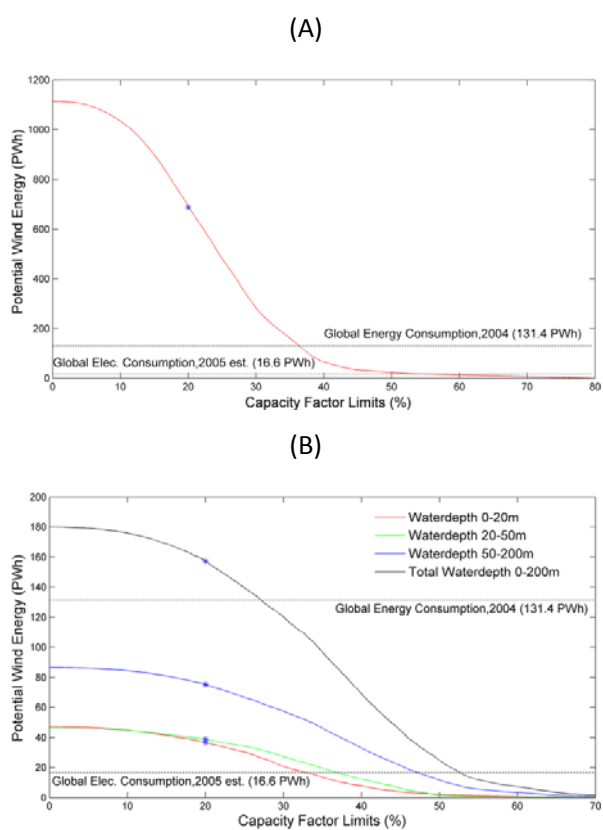 (A)
1200
1000
800
600
400
200
0
Potential Wind Energy (PWh)
Global Energy Consumption,2004 (131.4 PWh)
Global Elec. Consumption,2005 est. (16.6 PWh)
0 10 20 30 40 50 60 70 80
Capacity Factor Limits (%)
(B)
200
180
160
140
120
100
80
60
40
20
0
Potential Wind Energy (PWh)
Waterdepth 0-20m
Waterdepth 20-50m
Waterdepth 50-200m
Total Waterdepth 0-200m
Global Energy Consumption,2004 (131.4 PWh)
Global Elec. Consumption,2005 est. (16.6 PWh)
0 10 20 30 40 50 60 70
Capacity Factor Limits (%)